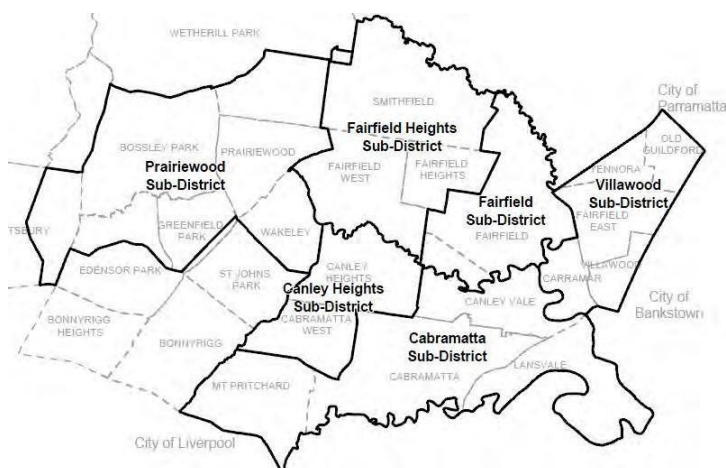 WETHERILL PARK
City of
Parramatta
SMITHFIELD
Fairfield Heights
Sub-District
OLD
GUILDFORD
BOSSLEY PARK
PRAIRIEWOOD
Prairiewood
Sub-District
FAIRFIELD
WEST
FAIRFIELD
HEIGHTS
YENNORA
Villawood
Sub-District
Fairfield
Sub-District
FAIRFIELD
FAIRFIELD
EAST
TSBURY
GREENFIELD
PARK
WAKELEY
EDENSOR PARK
ST JOHNS
PARK
CANLEY
HEIGHTS
Canley Heights
Sub-District
CABRAMATTA
WEST
CARRAMAR
VILLAWOOD
CANLEY VALE
City of
Bankstown
BONNYRIGG
HEIGHTS
BONNYRIGG
Cabramatta
Sub-District
CABRAMATTA
LANSVALE
MT PRITCHARD
City of Liverpool